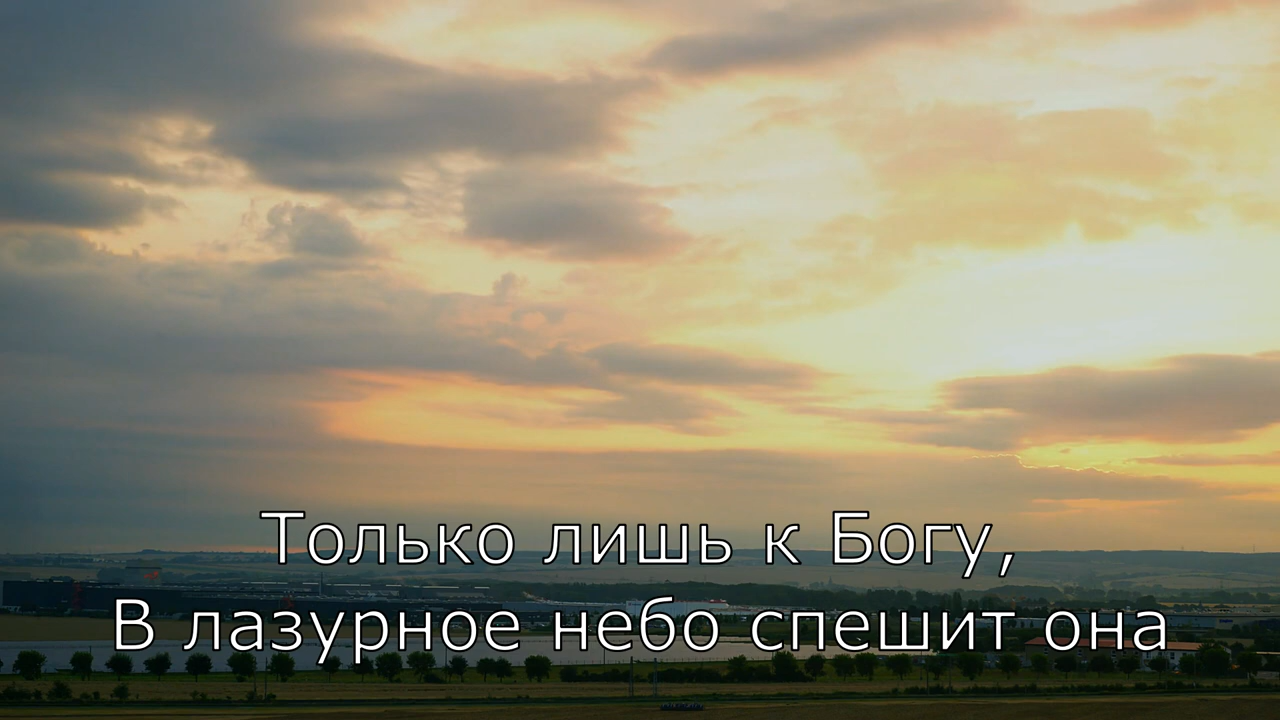 Только лишь к Богу,
В лазурное небо спешит она